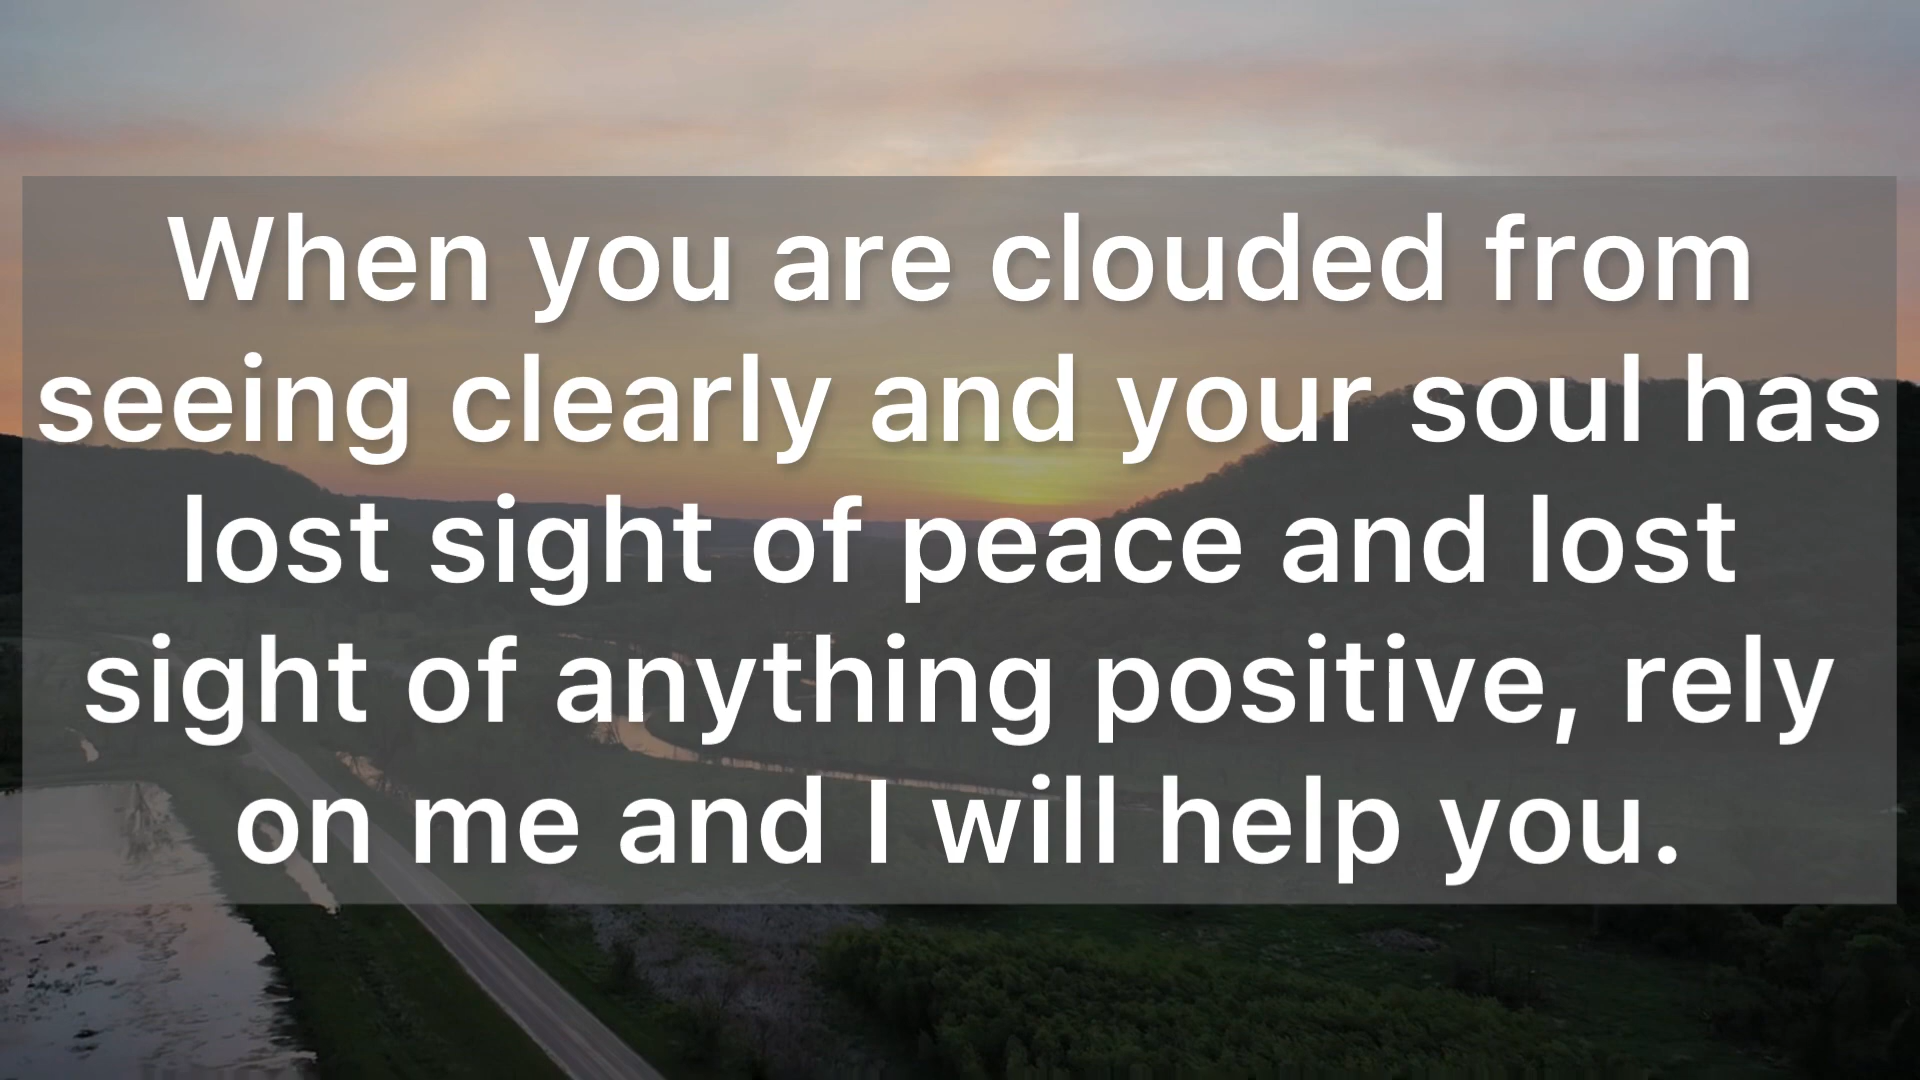 When you are clouded from
seeing clearly and your soul has
lost sight of peace and lost
sight of anything positive, rely
on me and I will help you.